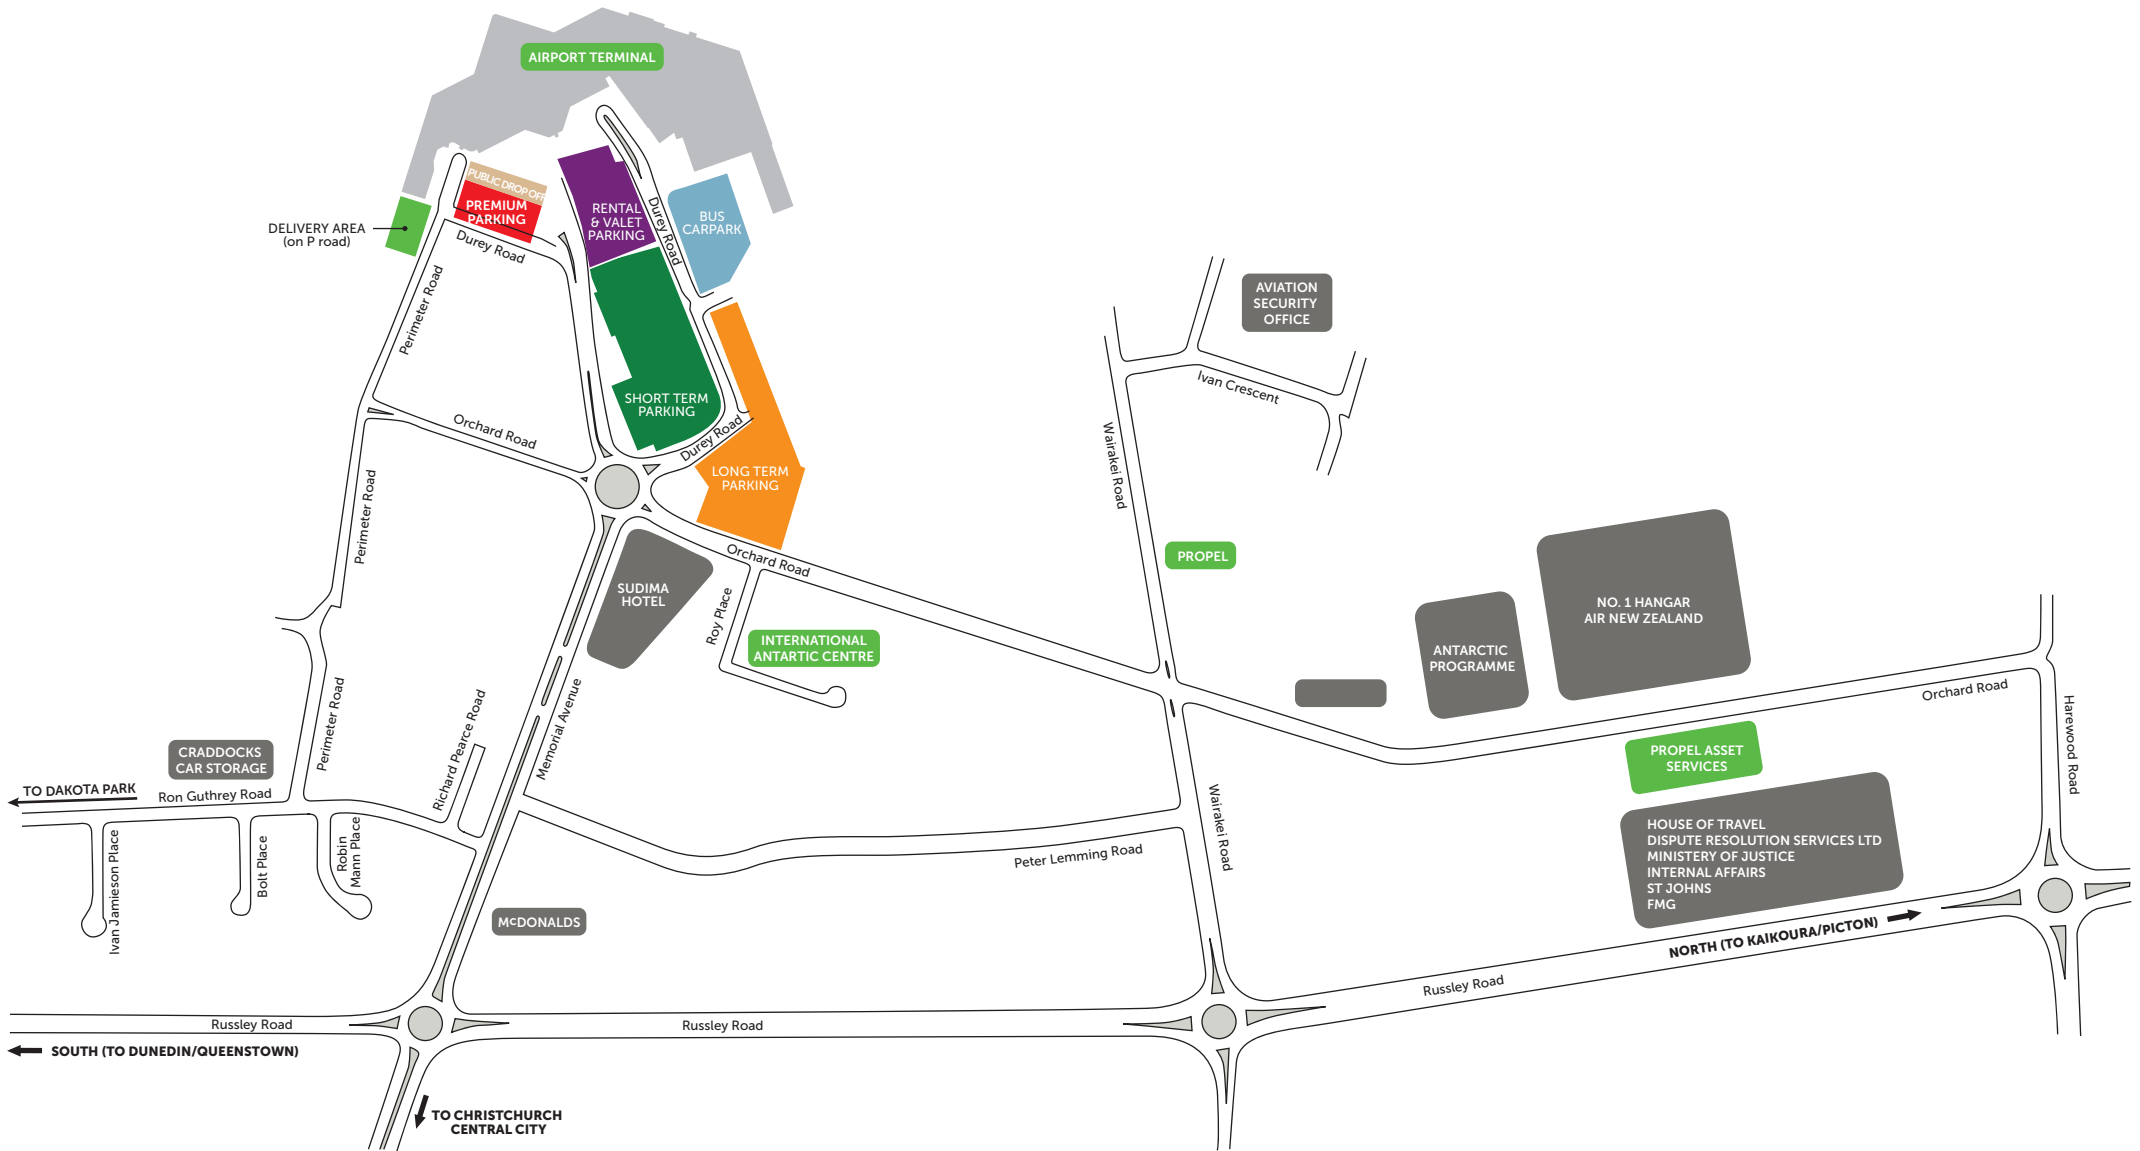 AIRPORT TERMINAL
PUBLIC DROP OFF
PREMIUM
PARKING
DELIVERY AREA
(on P road)
Durey Road
RENTAL
& VALET
PARKING
Durey Road
BUS
CARPARK
Perimeter Road
SHORT TERM
PARKING
Orchard Road
Durey Road
LONG TERM
PARKING
AVIATION
SECURITY
OFFICE
Ivan Crescent
Wairakei Road
Perimeter Road
Orchard Road
PROPEL
SUDIMA
HOTEL
Roy Place
INTERNATIONAL
ANTARTIC CENTRE
NO. 1 HANGAR
AIR NEW ZEALAND
ANTARCTIC
PROGRAMME
Orchard Road
Harewood Road
Perimeter Road
Richard Pearce Road
Memorial Avenue
CRADDOCKS
CAR STORAGE
PROPEL ASSET
SERVICES
TO DAKOTA PARK
Ron Guthrey Road
Wairakei Road
Ivan Jamieson Place
Bolt Place
Robin
Mann Place
Peter Lemming Road
HOUSE OF TRAVEL
DISPUTE RESOLUTION SERVICES LTD
MINISTRY OF JUSTICE
INTERNAL AFFAIRS
ST JOHNS
FMG
McDONALDS
NORTH (TO KAIKOURA/PICTON)
Russley Road
Russley Road
Russley Road
SOUTH (TO DUNEDIN/QUEENSTOWN)
TO CHRISTCHURCH
CENTRAL CITY